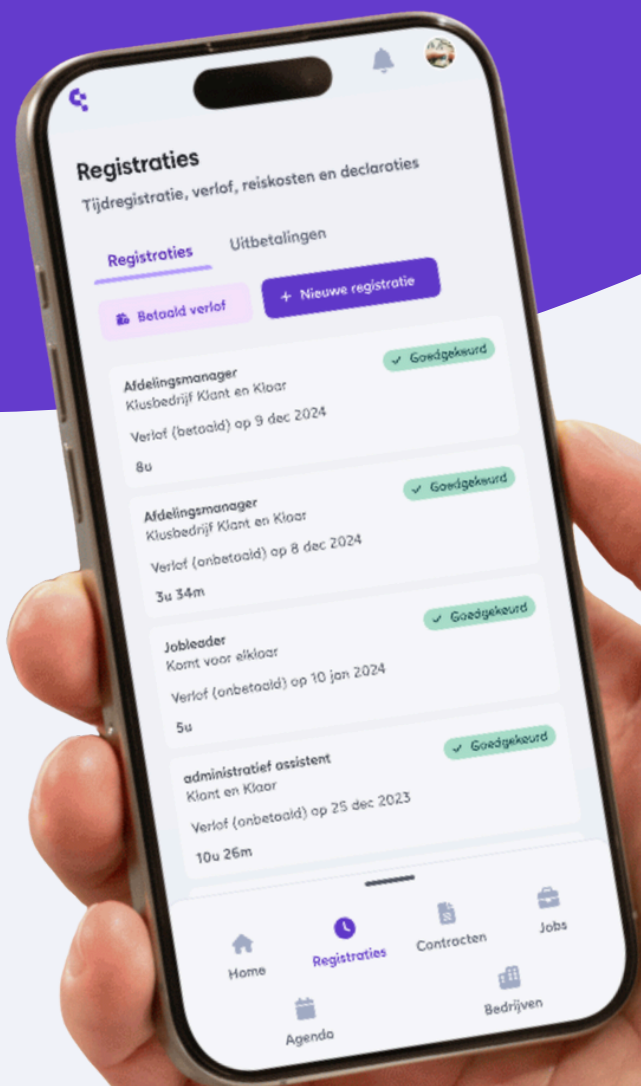 Registraties
Tijdregistratie, verlof, reiskosten en declaraties
Registraties
Uitbetalingen
Betaald verlof
+ Nieuwe registratie
Afdelingsmanager
Goedgekeurd
Klusbedrijf Klant en Klaar
Verlof (betaald) op 9 dec 2024
8u
Afdelingsmanager
Goedgekeurd
Klusbedrijf Klant en Klaar
Verlof (onbetaald) op 8 dec 2024
3u 34m
Jobleader
Goedgekeurd
Komt voor elklaar
Verlof (onbetaald) op 10 jan 2024
5u
administratief assistent
Goedgekeurd
Klant en Klaar
Verlof (onbetaald) op 25 dec 2023
10u 26m
Home
Registraties
Contracten
Jobs
Agenda
Bedrijven